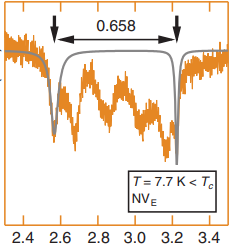 0.658
T = 7.7 K < Tc
NVE
2.4 2.6 2.8 3.0 3.2 3.4